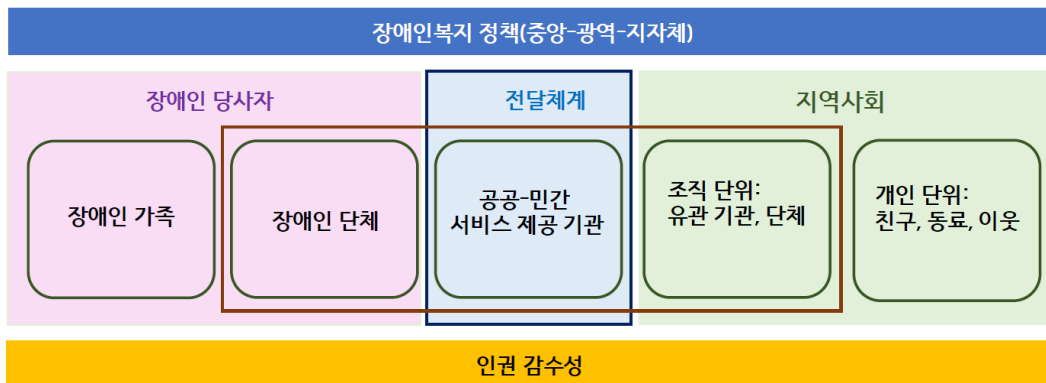 장애인복지 정책(중앙-광역-지자체)
장애인 당사자
전달체계
지역사회
장애인 가족
장애인 단체
공공-민간
서비스 제공 기관
조직 단위:
유관 기관, 단체
개인 단위:
친구, 동료, 이웃
인권 감수성